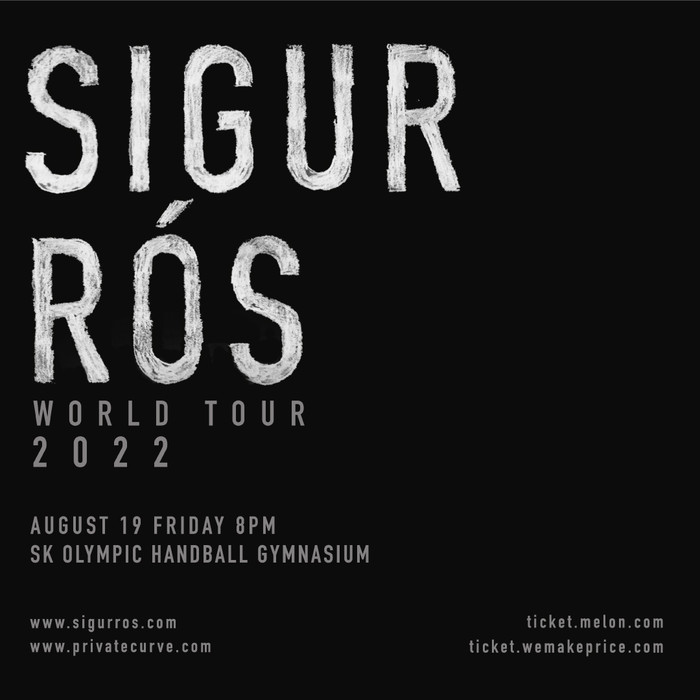 SIGUR
RÓS
WORLD TOUR
2022
AUGUST 19 FRIDAY 8PM
SK OLYMPIC HANDBALL GYMNASIUM
www.sigurros.com
www.privatecurve.com
ticket.melon.com
ticket.wemakeprice.com